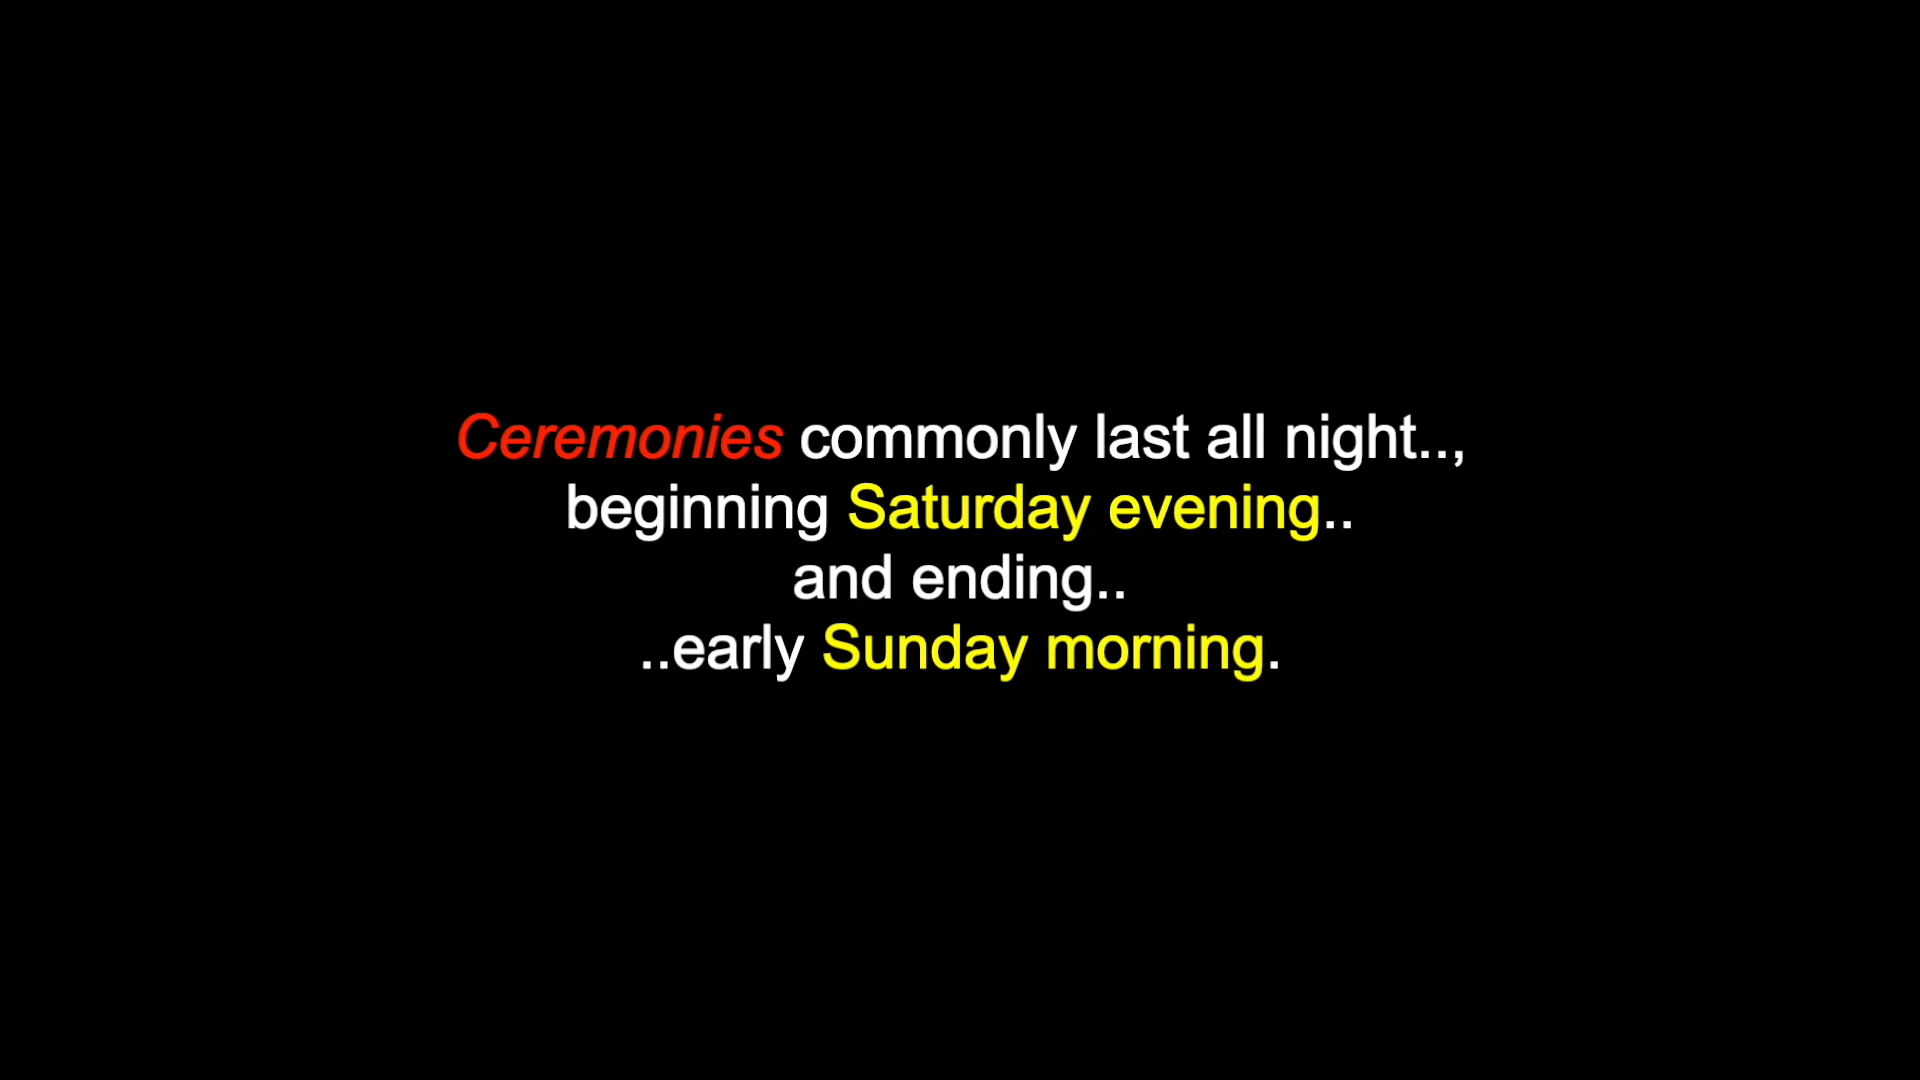 Ceremonies commonly last all night..,
beginning Saturday evening..
and ending..
..early Sunday morning.